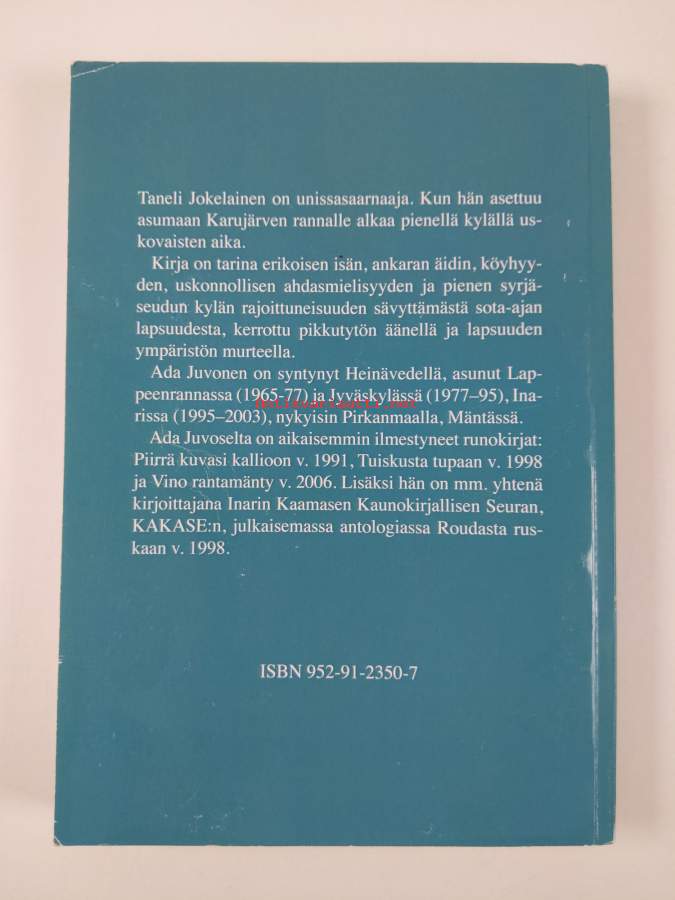 Taneli Jokelainen on unissasaarnaaja. Kun hän asettuu
asumaan Karujärven rannalle alkaa pienellä kylällä us-
kovaisten aika.
Kirja on tarina erikoisen isän, ankaran äidin, köyhyy-
den, uskonnollisen ahdasmielisyyden ja pienen syrjä-
seudun kylän rajoittuneisuuden sävyttämästä sota-ajan
lapsuudesta, kerrottu pikkutytön äänellä ja lapsuuden
ympäristön murteella.
Ada Juvonen on syntynyt Heinävedellä, asunut Lap-
peenrannassa (1965-77) ja Jyväskylässä (1977–95), Ina-
rissa (1995–2003), nykyisin Pirkanmaalla, Mäntässä.
Ada Juvoselta on aikaisemmin ilmestyneet runokirjat:
Piirrä kuvasi kallioon v. 1991, Tuiskusta tupaan v. 1998
ja Vino rantamänty v. 2006. Lisäksi hän on mm. yhtenä
kirjoittajana Inarin Kaamasen Kaunokirjallisen Seuran,
KAKASE:n, julkaisemassa antologiassa Roudasta rus-
kaan v. 1998.
ISBN 952-91-2350-7